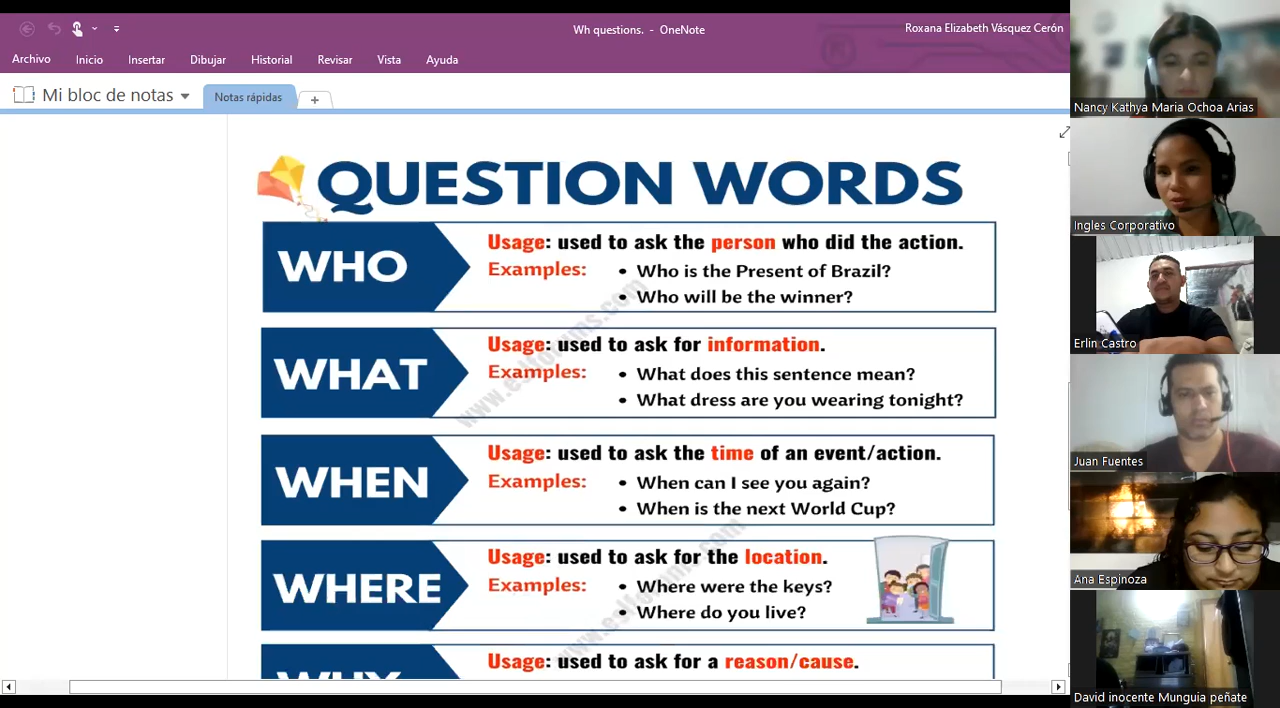 Wh questions. - OneNote
Roxana Elizabeth Vásquez Cerón
Archivo Inicio Insertar Dibujar Historial Revisar Vista Ayuda
Mi bloc de notas
Notas rápidas
QUESTION WORDS
WHO
Usage: used to ask the person who did the action.
Examples:
• Who is the Present of Brazil?
• Who will be the winner?
WHAT
Usage: used to ask for information.
Examples:
• What does this sentence mean?
• What dress are you wearing tonight?
WHEN
Usage: used to ask the time of an event/action.
Examples:
• When can I see you again?
• When is the next World Cup?
WHERE
Usage: used to ask for the location.
Examples:
• Where were the keys?
• Where do you live?
WHY
Usage: used to ask for a reason/cause.
Nancy Kathya Maria Ochoa Arias
Ingles Corporativo
Erlin Castro
Juan Fuentes
Ana Espinoza
David inocente Munguia peñate